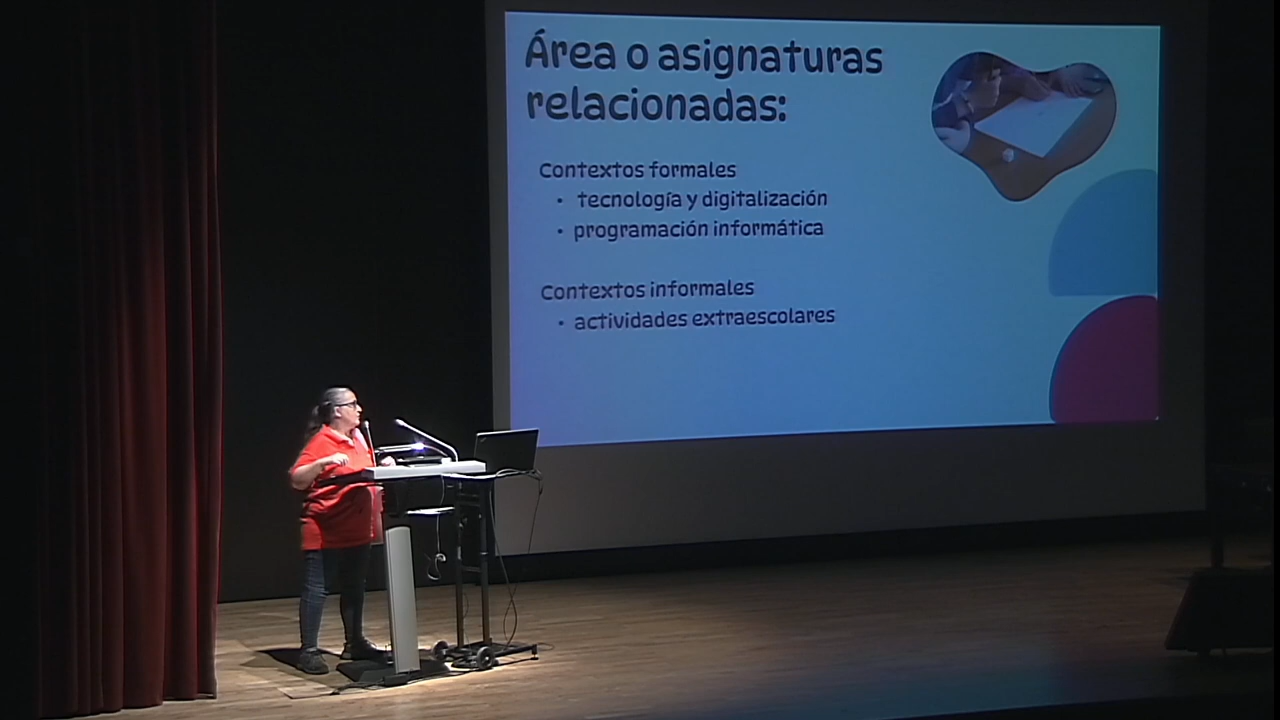 Área o asignaturas
relacionadas:
Contextos formales
• tecnología y digitalización
• programación informática
Contextos informales
• actividades extraescolares